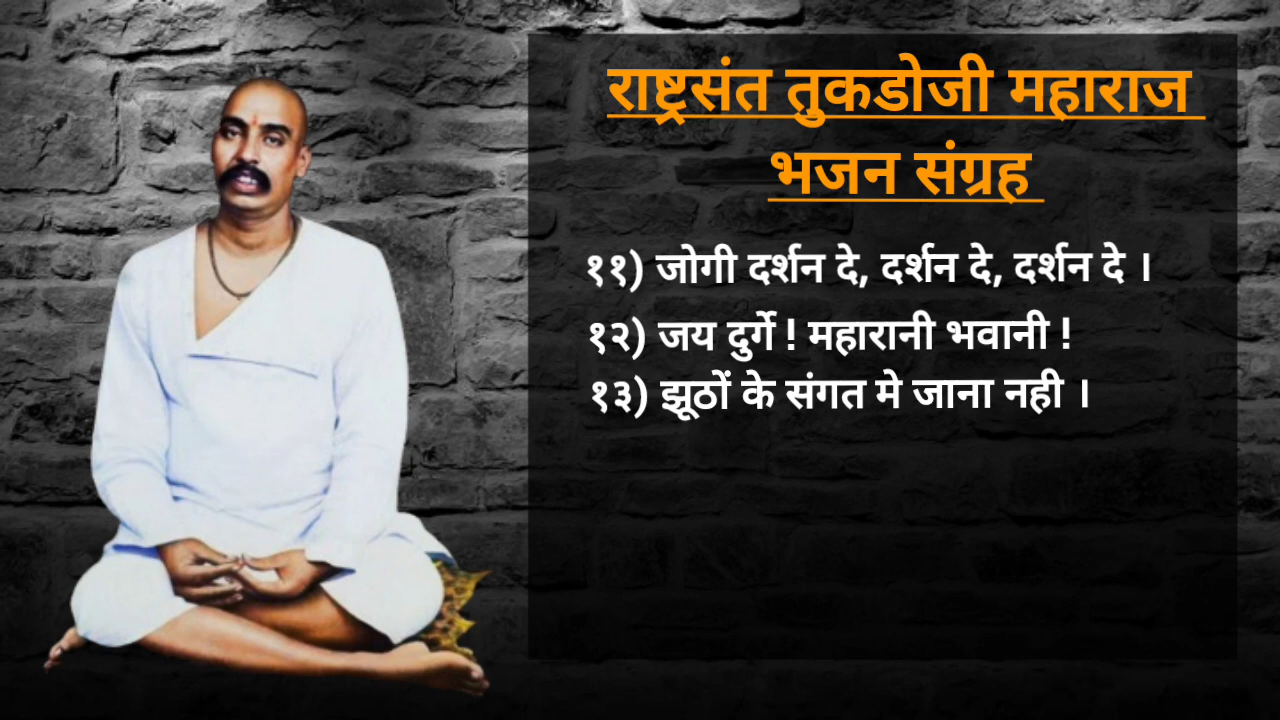 राष्ट्रसंत तुकडोजी महाराज
भजन संग्रह
११) जोगी दर्शन दे, दर्शन दे, दर्शन दे ।
१२) जय दुर्गे ! महारानी भवानी !
१३) झूठों के संगत मे जाना नही ।